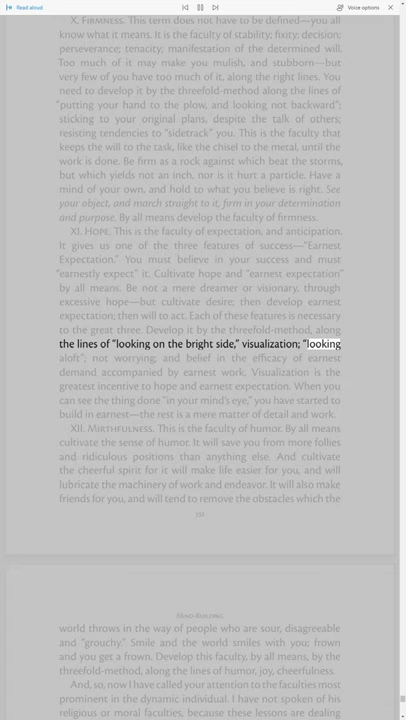 Read aloud
Voice options
X. FIRMNESS. This term does not have to be defined—you all
know what it means. It is the faculty of stability; fixity; decision;
perseverance; tenacity; manifestation of the determined will.
Too much of it may make you mulish, and stubborn—but
very few of you have too much of it, along the right lines. You
need to develop it by the threefold-method along the lines of
"putting your hand to the plow, and looking not backward";
sticking to your original plans, despite the talk of others;
resisting tendencies to "sidetrack" you. This is the faculty that
keeps the will to the task, like the chisel to the metal, until the
work is done. Be firm as a rock against which beat the storms,
but which yields not an inch, nor is it hurt a particle. Have a
mind of your own, and hold to what you believe is right. See
your object, and march straight to it, firm in your determination
and purpose. By all means develop the faculty of firmness.
XI. HOPE. This is the faculty of expectation, and anticipation.
It gives us one of the three features of success—"Earnest
Expectation." You must believe in your success and must
"earnestly expect" it. Cultivate hope and "earnest expectation"
by all means. Be not a mere dreamer or visionary, through
excessive hope—but cultivate desire; then develop earnest
expectation; then will to act. Each of these features is necessary
to the great three. Develop it by the threefold-method, along
the lines of "looking on the bright side," visualization; "looking
aloft"; not worrying; and belief in the efficacy of earnest
demand accompanied by earnest work. Visualization is the
greatest incentive to hope and earnest expectation. When you
can see the thing done "in your mind's eye," you have started to
build in earnest—the rest is a mere matter of detail and work.
XII. MIRTHFULNESS. This is the faculty of humor. By all means
cultivate the sense of humor. It will save you from more follies
and ridiculous positions than anything else. And cultivate
the cheerful spirit for it will make life easier for you, and will
lubricate the machinery of work and endeavor. It will also make
friends for you, and will tend to remove the obstacles which the
MIND-BUILDING.
world throws in the way of people who are sour, disagreeable
and "grouchy." Smile and the world smiles with you; frown
and you get a frown. Develop this faculty, by all means, by the
threefold-method, along the lines of humor, joy, cheerfulness.
And, so, now I have called your attention to the faculties most
prominent in the dynamic individual. I have not spoken of his
religious or moral faculties, because these lessons are dealing